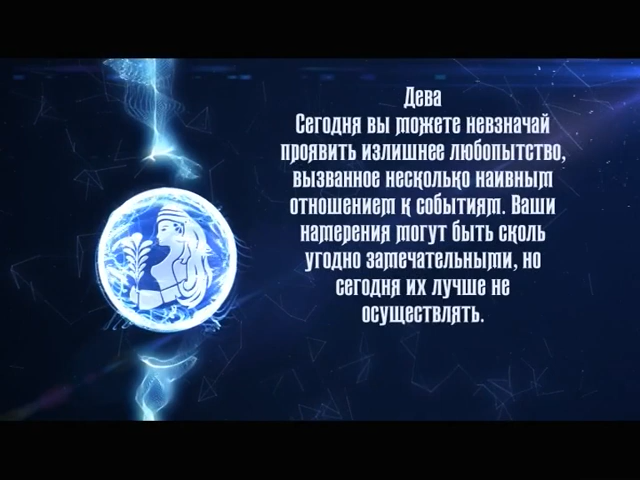 Дева
Сегодня вы можете невзначай
проявить излишнее любопытство,
вызванное несколько наивным
отношением к событиям. Ваши
намерения могут быть сколь
угодно замечательными, но
сегодня их лучше не
осуществлять.